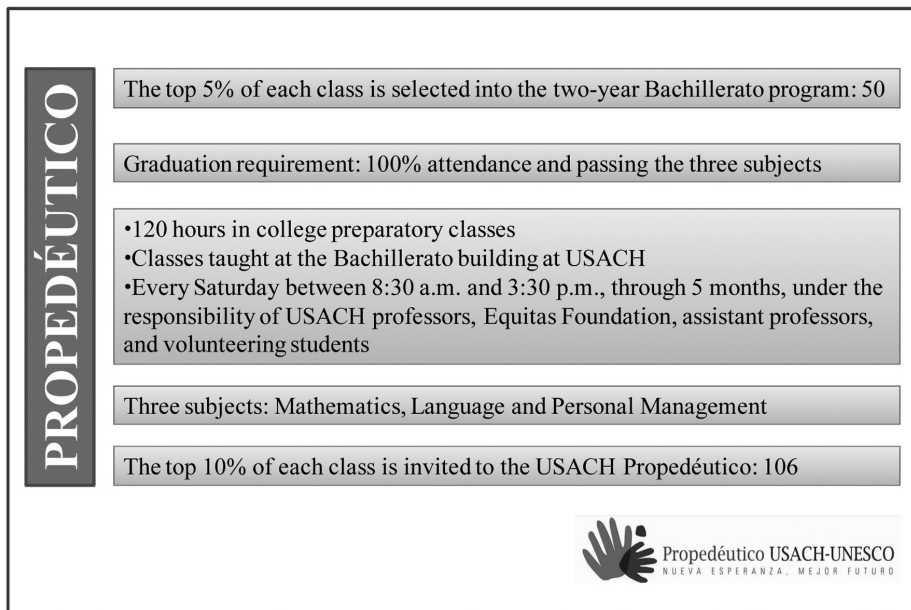 PROPEDÉUTICO
The top 5% of each class is selected into the two-year Bachillerato program: 50
Graduation requirement: 100% attendance and passing the three subjects
•120 hours in college preparatory classes
•Classes taught at the Bachillerato building at USACH
•Every Saturday between 8:30 a.m. and 3:30 p.m., through 5 months, under the
responsibility of USACH professors, Equitas Foundation, assistant professors,
and volunteering students
Three subjects: Mathematics, Language and Personal Management
The top 10% of each class is invited to the USACH Propedéutico: 106
Propedéutico USACH-UNESCO
NUEVA ESPERANZA, MEJOR FUTURO